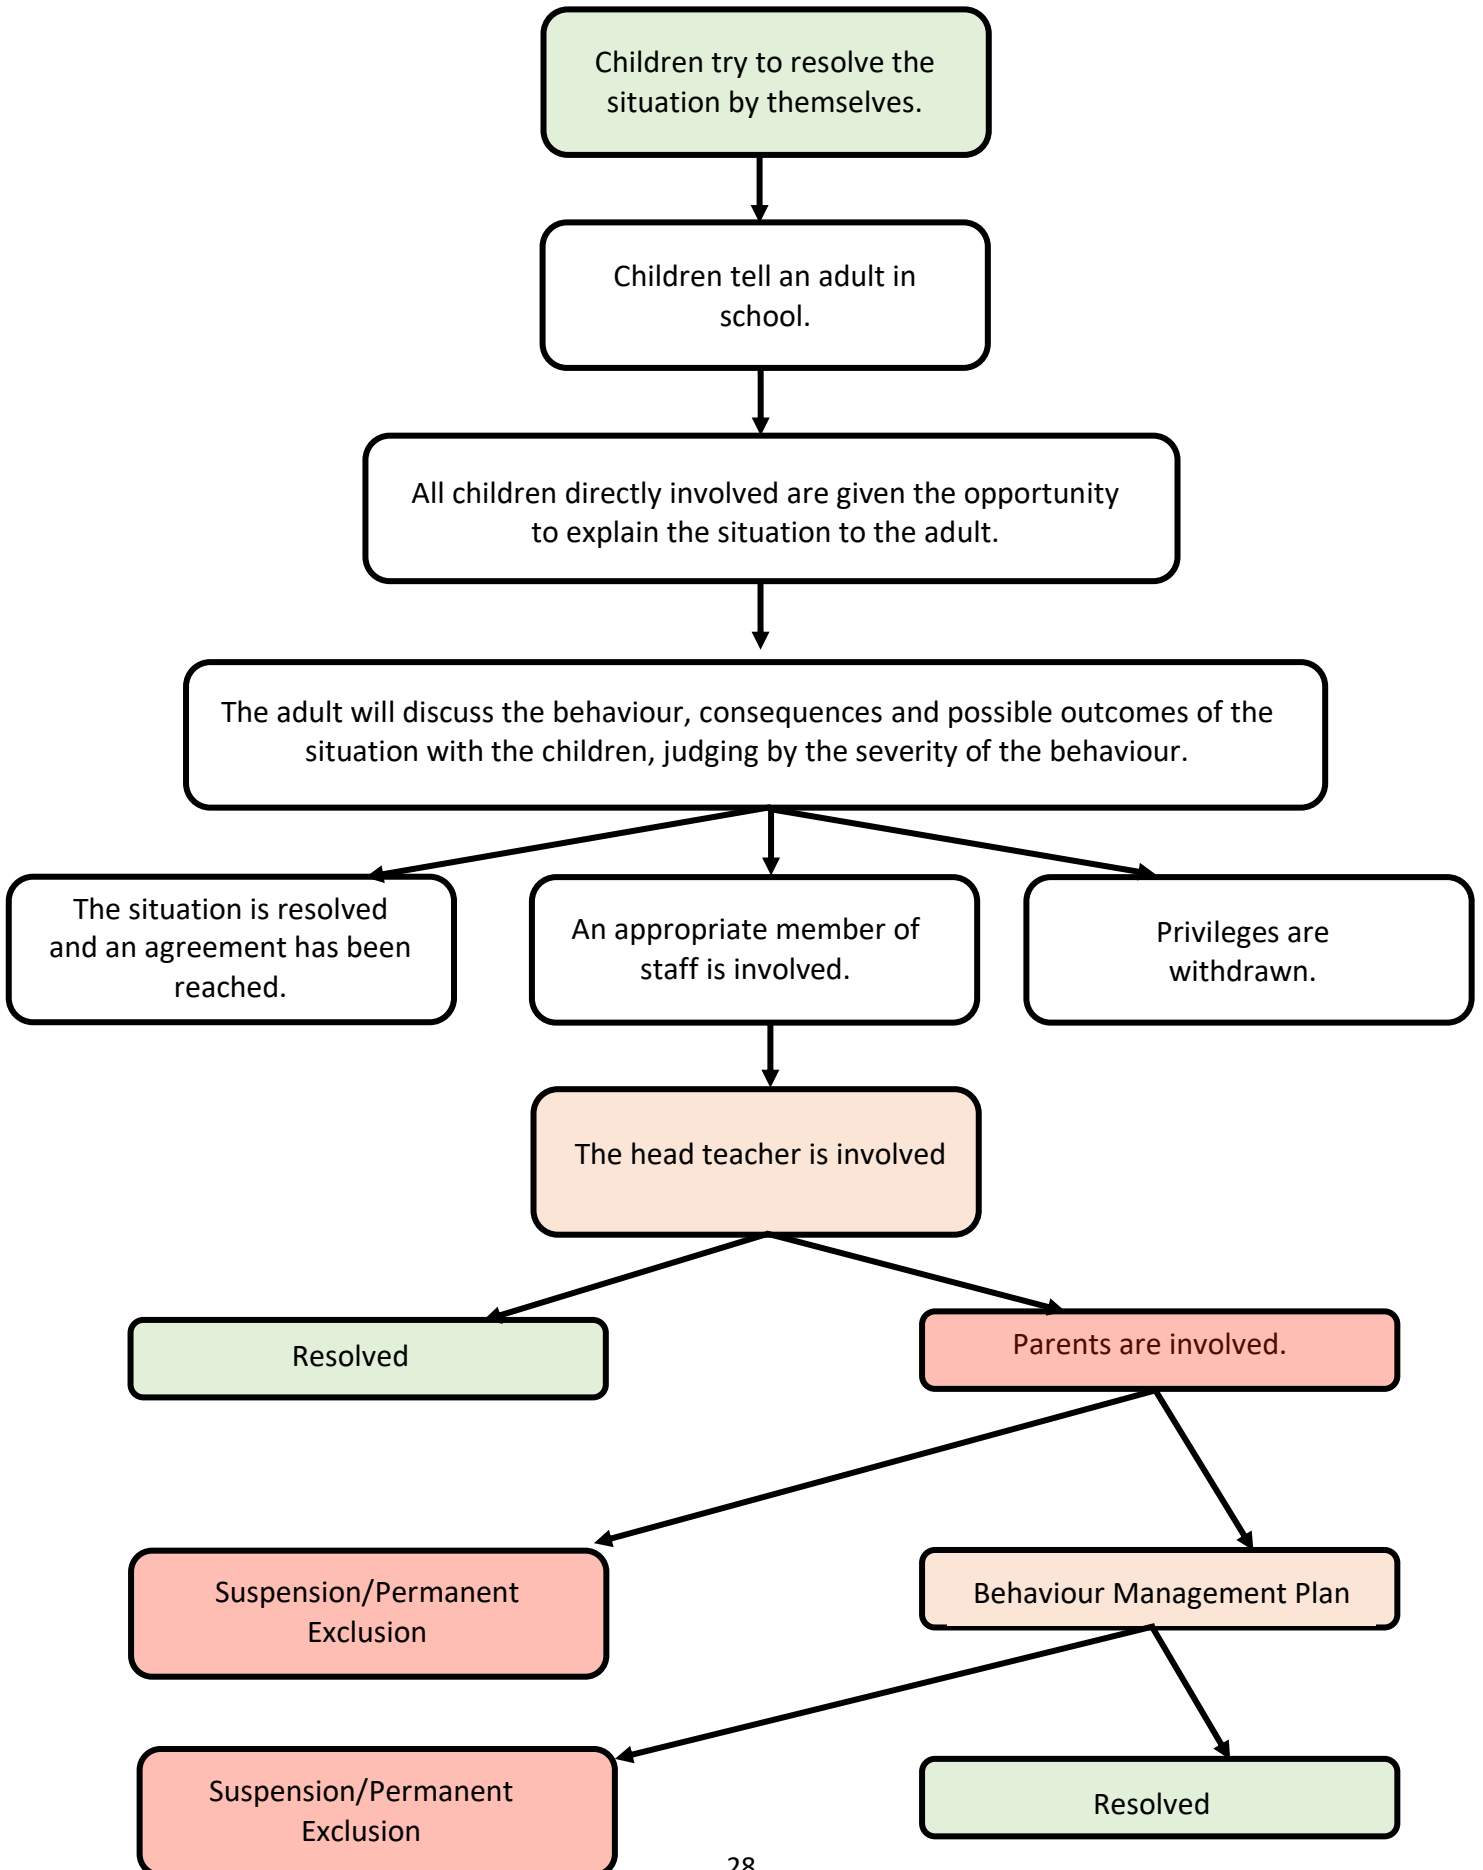 Children try to resolve the
situation by themselves.
Children tell an adult in
school.
All children directly involved are given the opportunity
to explain the situation to the adult.
The adult will discuss the behaviour, consequences and possible outcomes of the
situation with the children, judging by the severity of the behaviour.
The situation is resolved
and an agreement has been
reached.
An appropriate member of
staff is involved.
Privileges are
withdrawn.
The head teacher is involved
Resolved
Parents are involved.
Suspension/Permanent
Exclusion
Behaviour Management Plan
Suspension/Permanent
Exclusion
Resolved
28